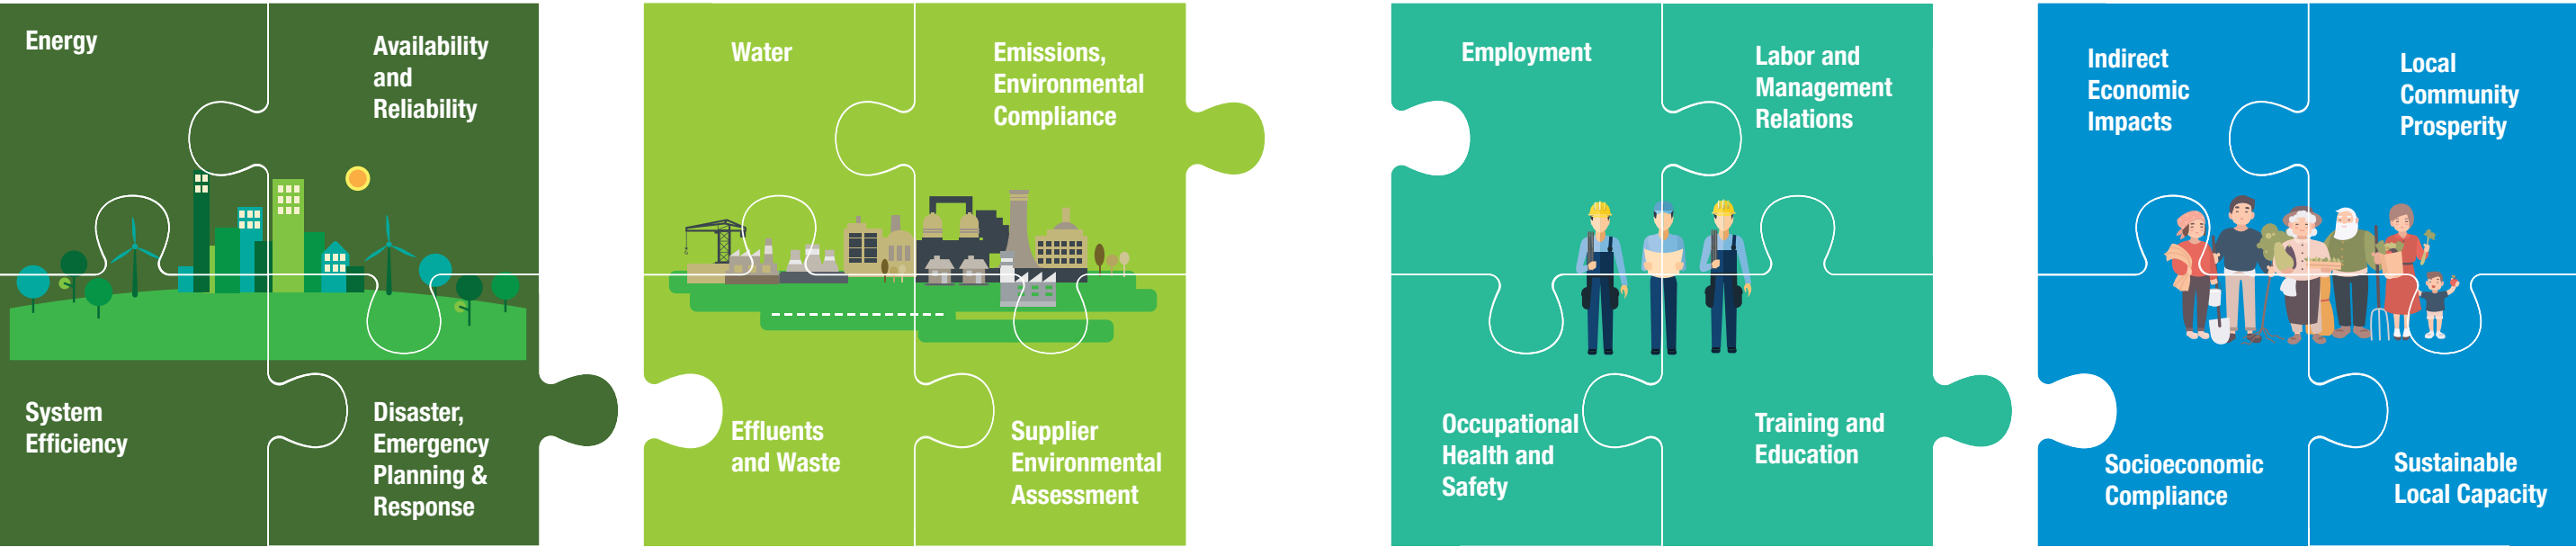 Energy
Availability
and
Reliability
System
Efficiency
Disaster,
Emergency
Planning &
Response
Water
Emissions,
Environmental
Compliance
Effluents
and Waste
Supplier
Environmental
Assessment
Employment
Labor and
Management
Relations
Occupational
Health and
Safety
Training and
Education
Indirect
Economic
Impacts
Local
Community
Prosperity
Socioeconomic
Compliance
Sustainable
Local Capacity